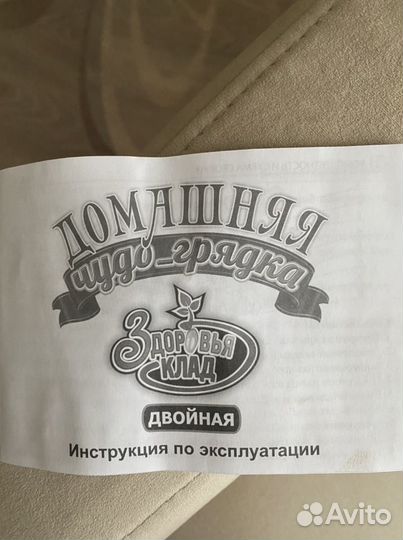 ДОМАШНЯЯ
чудо-грядка
ЗДОРОВЬЯ
КЛАД
ДВОЙНАЯ
Инструкция по эксплуатации
Avito